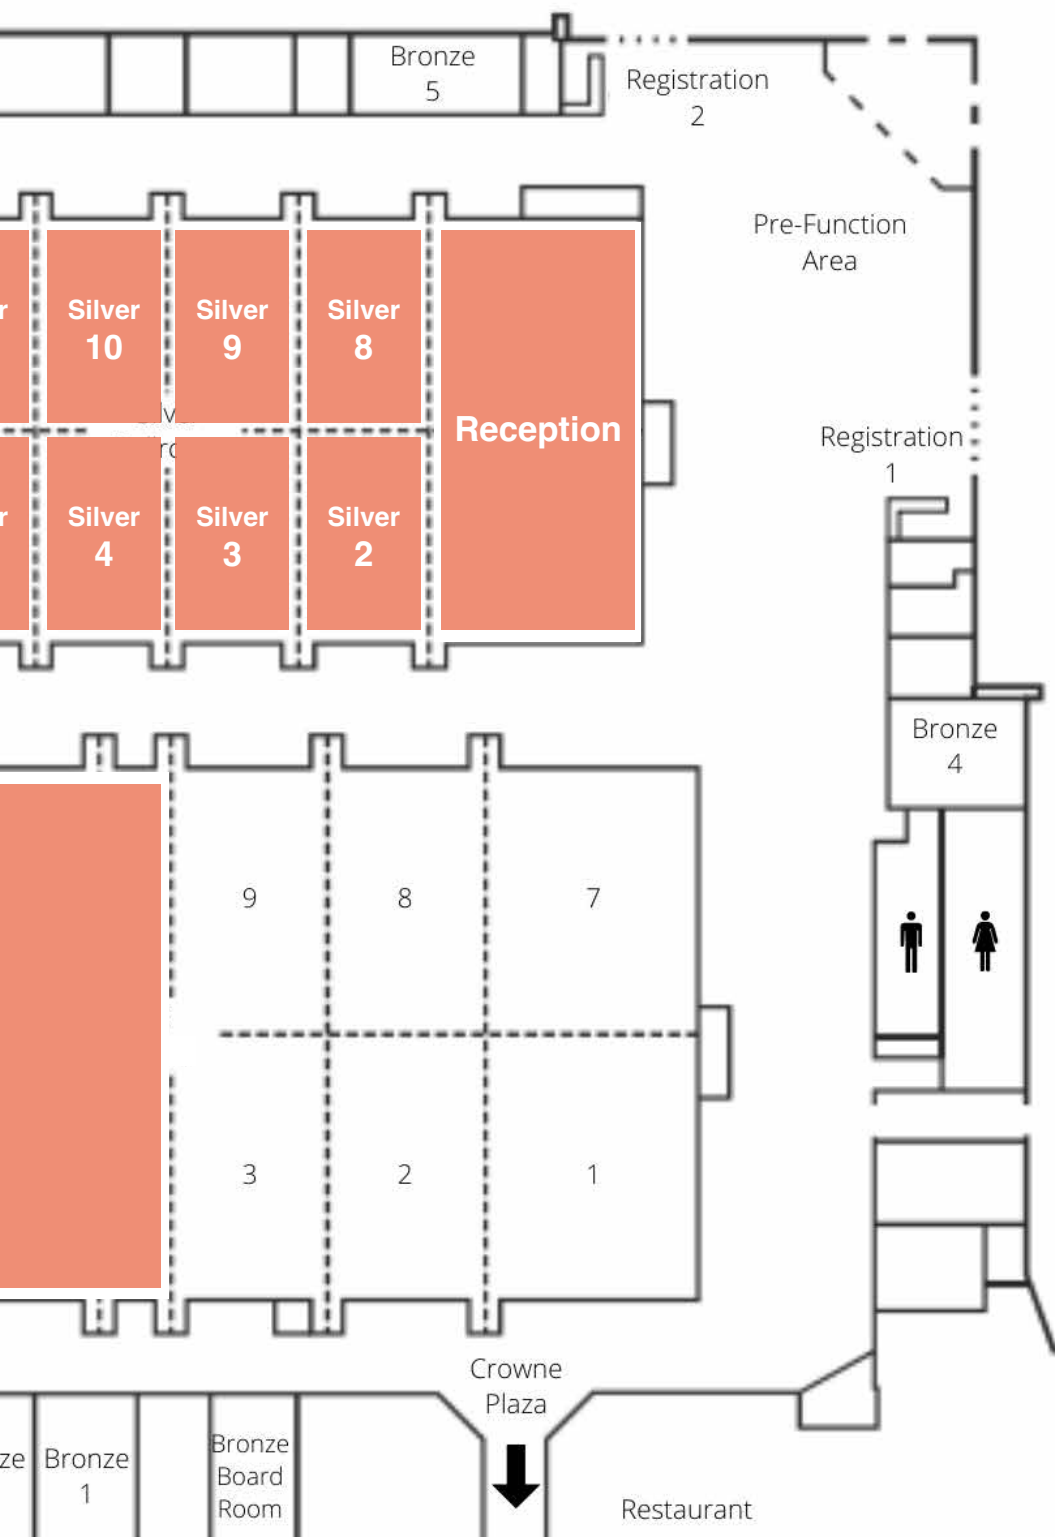 Bronze
5
Registration
2
Pre-Function
Area
Silver
10
Silver
9
Silver
8
Reception
Registration
1
Silver
4
Silver
3
Silver
2
Bronze
4
9
8
7
3
2
1
Crowne
Plaza
Bronze
1
Bronze
Board
Room
Restaurant